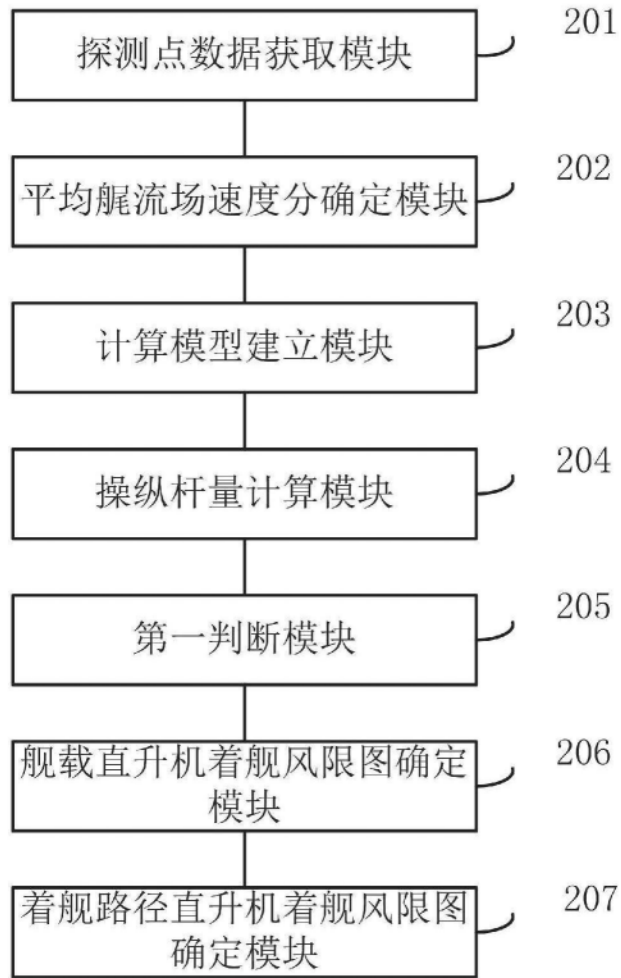 探测点数据获取模块
201
平均艉流场速度分确定模块
202
计算模型建立模块
203
操纵杆量计算模块
204
第一判断模块
205
舰载直升机着舰风限图确定
模块
206
着舰路径直升机着舰风限图
确定模块
207